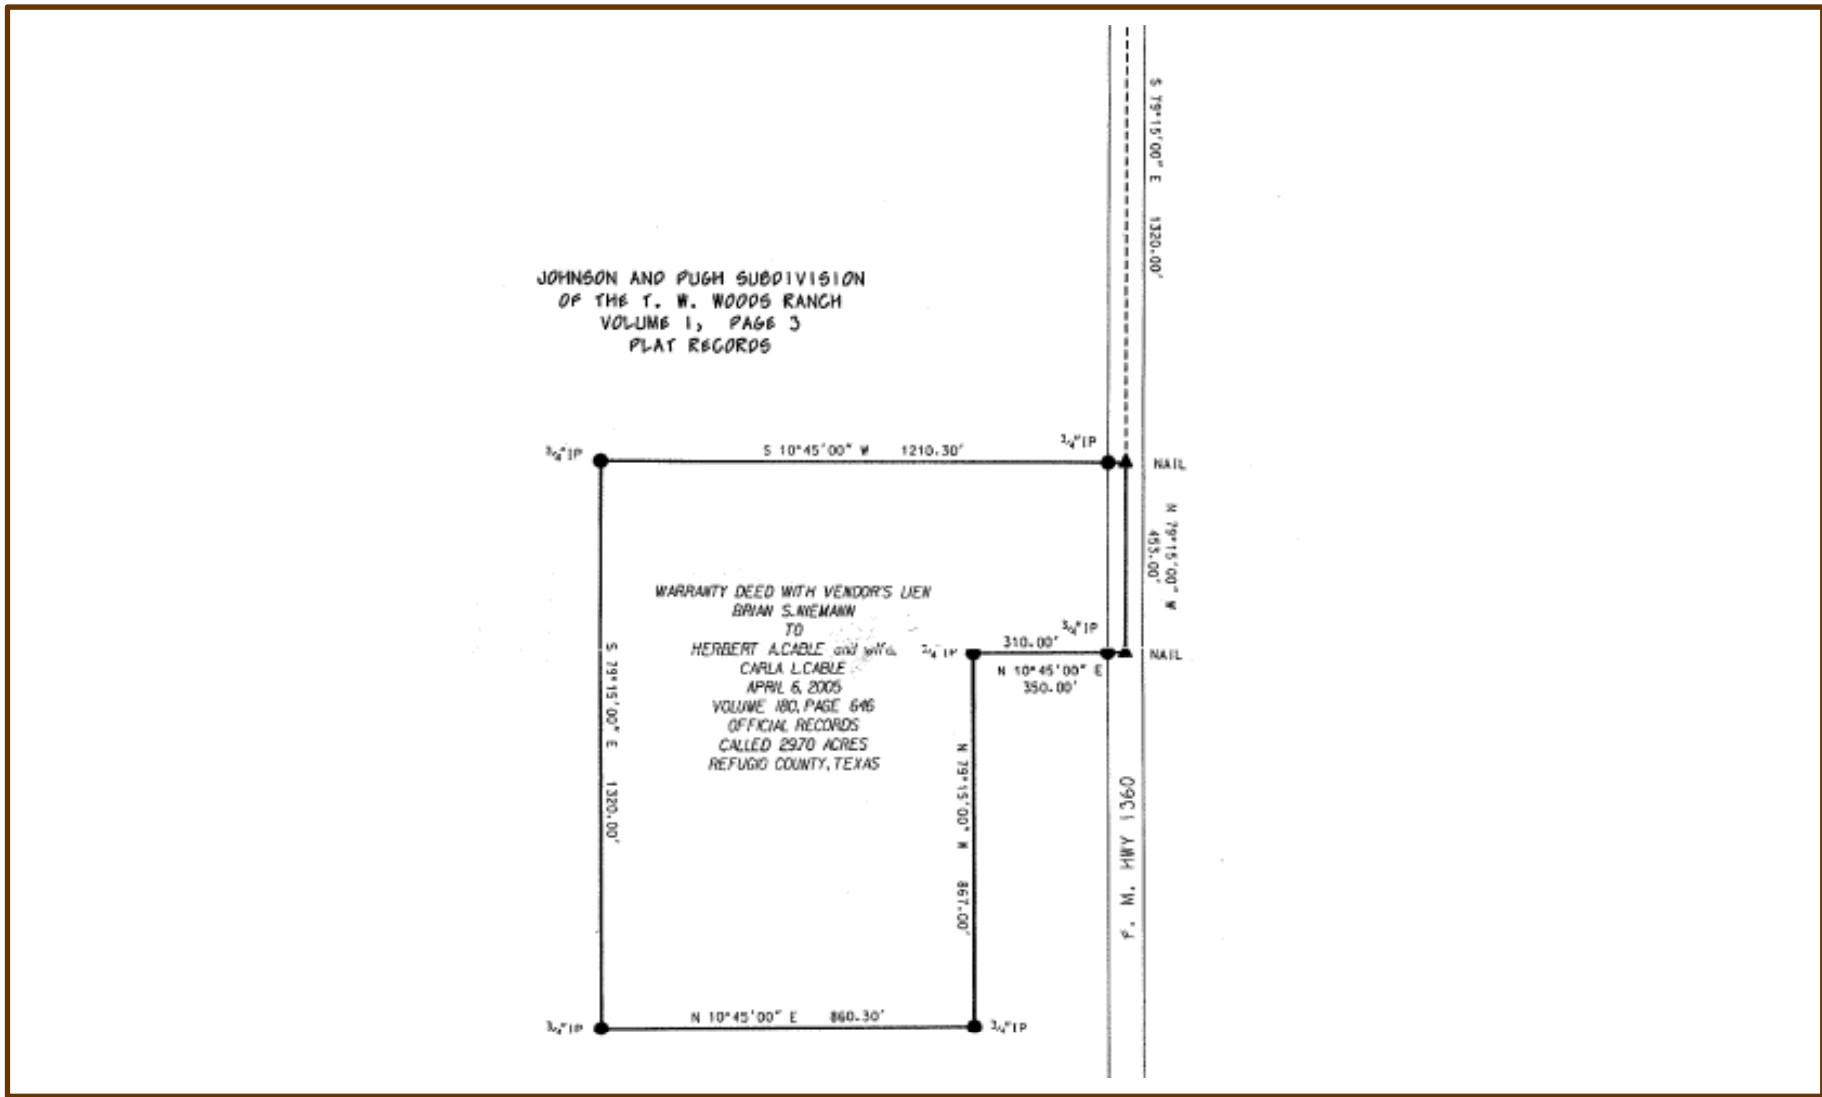 S 79°15'00" E 1320.00'
JOHNSON AND PUGH SUBDIVISION
OF THE T. W. WOODS RANCH
VOLUME 1, PAGE 3
PLAT RECORDS
3/4"IP
S 10°45'00" W 1210.30'
3/4"IP
NAIL
N 79°15'00" W
453.00'
WARRANTY DEED WITH VENDOR'S LIEN
BRIAN S. NIEMANN
TO
HERBERT A. CABLE and wife,
CARLA L. CABLE
APRIL 6, 2005
VOLUME 180, PAGE 646
OFFICIAL RECORDS
CALLED 29.70 ACRES
REFUGIO COUNTY, TEXAS
3/4"IP
310.00'
3/4"IP
NAIL
N 10°45'00" E
350.00'
S 79°15'00" E 1320.00'
N 79°15'00" W 867.00'
F. M. HWY 1360
3/4"IP
N 10°45'00" E 860.30'
3/4"IP